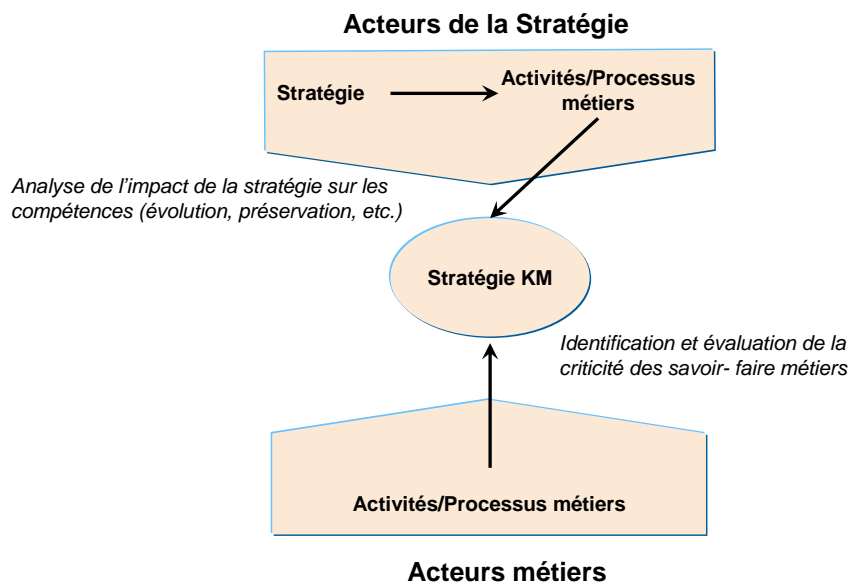 Acteurs de la Stratégie
Stratégie
Activités/Processus
métiers
Analyse de l’impact de la stratégie sur les
compétences (évolution, préservation, etc.)
Stratégie KM
Identification et évaluation de la
criticité des savoir- faire métiers
Activités/Processus métiers
Acteurs métiers